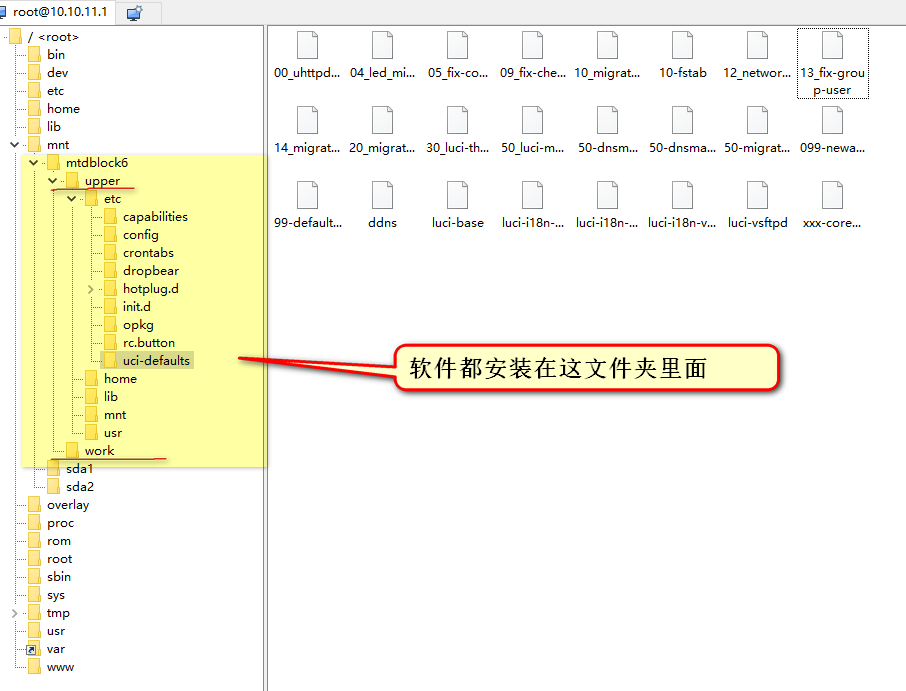 root@10.10.11.1
/ <root>
bin
dev
etc
home
lib
mnt
mtdblock6
upper
etc
capabilities
config
crontabs
dropbear
hotplug.d
init.d
opkg
rc.button
uci-defaults
home
lib
mnt
usr
work
sda1
sda2
overlay
proc
rom
root
sbin
sys
tmp
usr
var
www
00_uhttpd... 04_led_mi... 05_fix-co... 09_fix-che... 10_migrat... 10-fstab 12_networ... 13_fix-grou
p-user
14_migrat... 20_migrat... 30_luci-th... 50_luci-m... 50-dnsm... 50-dnsma... 50-migrat... 099-newa...
99-default... ddns luci-base luci-i18n-... luci-i18n-... luci-i18n-v... luci-vsftpd xxx-core...
软件都安装在这文件夹里面